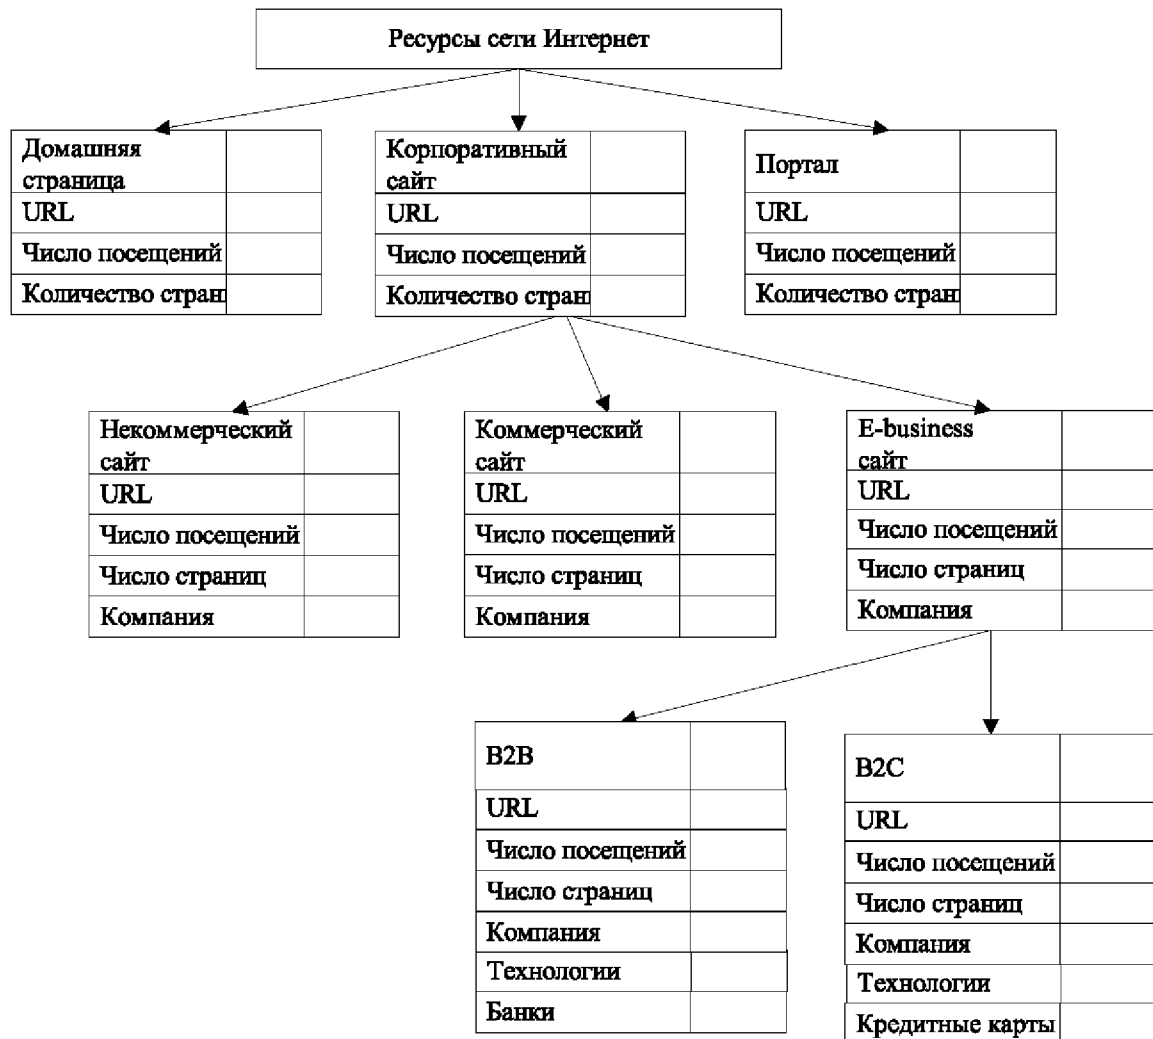 Ресурсы сети Интернет
Домашняя
страница
URL
Число посещений
Количество стран
Корпоративный
сайт
URL
Число посещений
Количество стран
Портал
URL
Число посещений
Количество стран
Некоммерческий
сайт
URL
Число посещений
Число страниц
Компания
Коммерческий
сайт
URL
Число посещений
Число страниц
Компания
E-business
сайт
URL
Число посещений
Число страниц
Компания
B2B
URL
Число посещений
Число страниц
Компания
Технологии
Банки
B2C
URL
Число посещений
Число страниц
Компания
Технологии
Кредитные карты